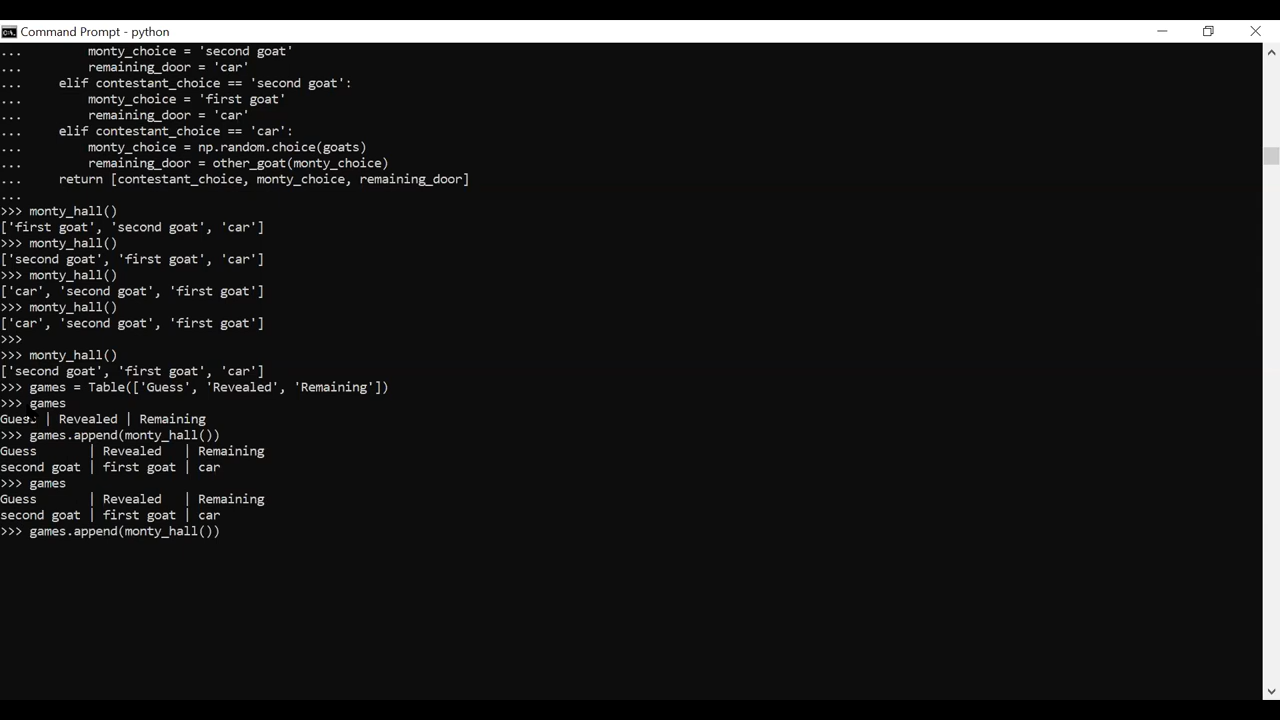 Command Prompt - python
...         monty_choice = 'second goat'
...         remaining_door = 'car'
...     elif contestant_choice == 'second goat':
...         monty_choice = 'first goat'
...         remaining_door = 'car'
...     elif contestant_choice == 'car':
...         monty_choice = np.random.choice(goats)
...         remaining_door = other_goat(monty_choice)
...     return [contestant_choice, monty_choice, remaining_door]
...
>>> monty_hall()
['first goat', 'second goat', 'car']
>>> monty_hall()
['second goat', 'first goat', 'car']
>>> monty_hall()
['car', 'second goat', 'first goat']
>>> monty_hall()
['car', 'second goat', 'first goat']
>>>
>>> monty_hall()
['second goat', 'first goat', 'car']
>>> games = Table(['Guess', 'Revealed', 'Remaining'])
>>> games
Guess | Revealed | Remaining
>>> games.append(monty_hall())
Guess       | Revealed   | Remaining
second goat | first goat | car
>>> games
Guess       | Revealed   | Remaining
second goat | first goat | car
>>> games.append(monty_hall())